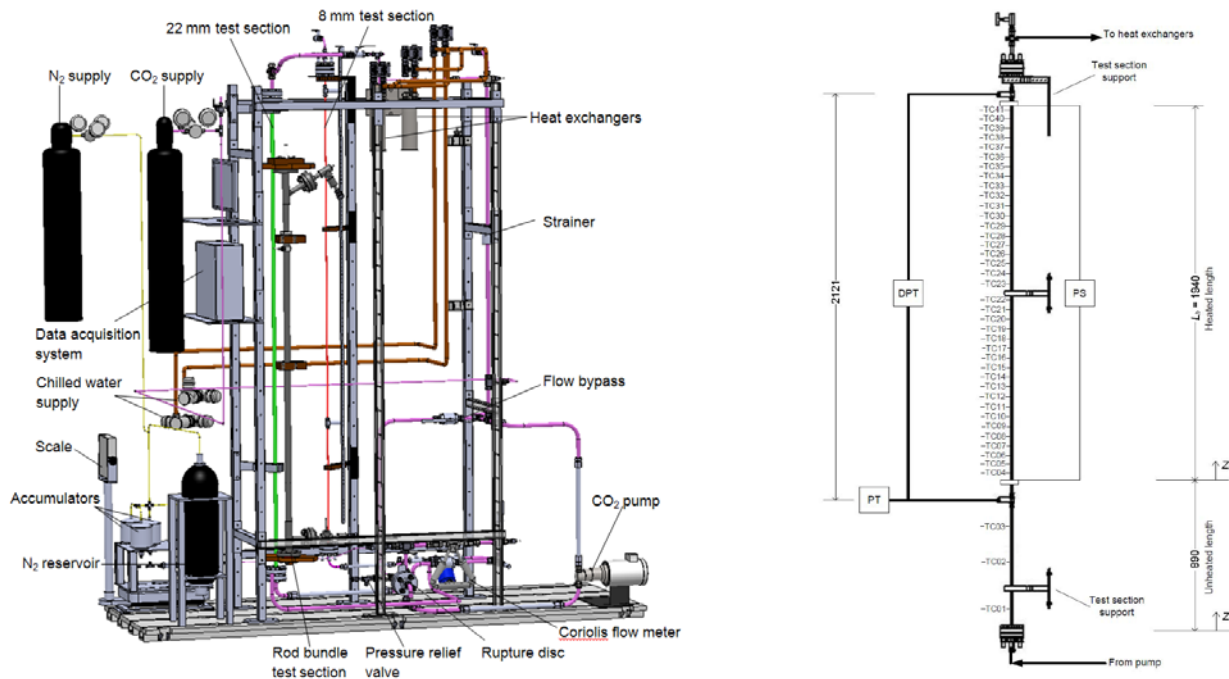 8 mm test section
22 mm test section
N2 supply
CO2 supply
Heat exchangers
Strainer
Data acquisition
system
Chilled water
supply
Flow bypass
Scale
Accumulators
CO2 pump
N2 reservoir
Coriolis flow meter
Rod bundle
test section
Pressure relief
valve
Rupture disc
To heat exchangers
Test section
support
TC41
TC40
TC39
TC38
TC37
TC36
TC35
TC34
TC33
TC32
TC31
TC30
TC29
TC28
TC27
TC26
TC25
TC24
TC23
TC22
TC21
TC20
TC19
TC18
TC17
TC16
TC15
TC14
TC13
TC12
TC11
TC10
TC09
TC08
TC07
TC06
TC05
TC04
2121
DPT
PS
Lh = 1940
Heated length
Z
PT
TC03
TC02
TC01
890
Unheated length
Test section
support
Z
From pump